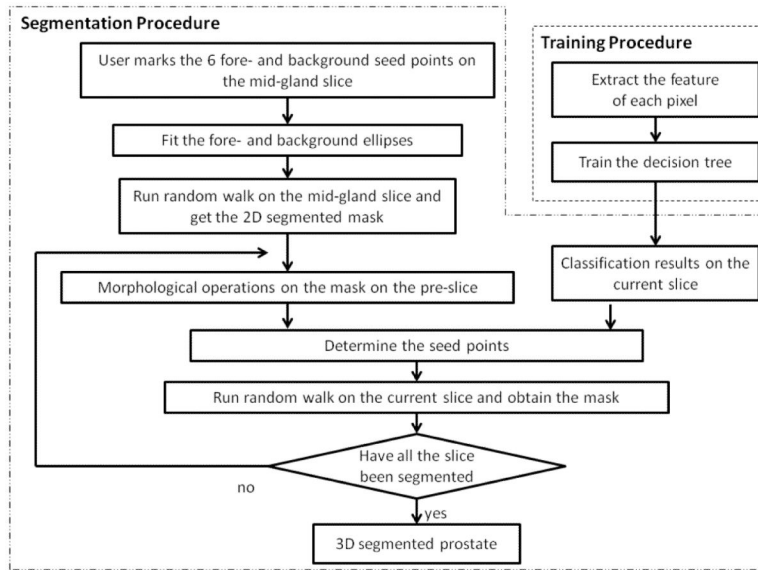 Segmentation Procedure
User marks the 6 fore- and background seed points on
the mid-gland slice
Fit the fore- and background ellipses
Run random walk on the mid-gland slice and
get the 2D segmented mask
Morphological operations on the mask on the pre-slice
Training Procedure
Extract the feature
of each pixel
Train the decision tree
Classification results on the
current slice
Determine the seed points
Run random walk on the current slice and obtain the mask
Have all the slice
been segmented
no
yes
3D segmented prostate